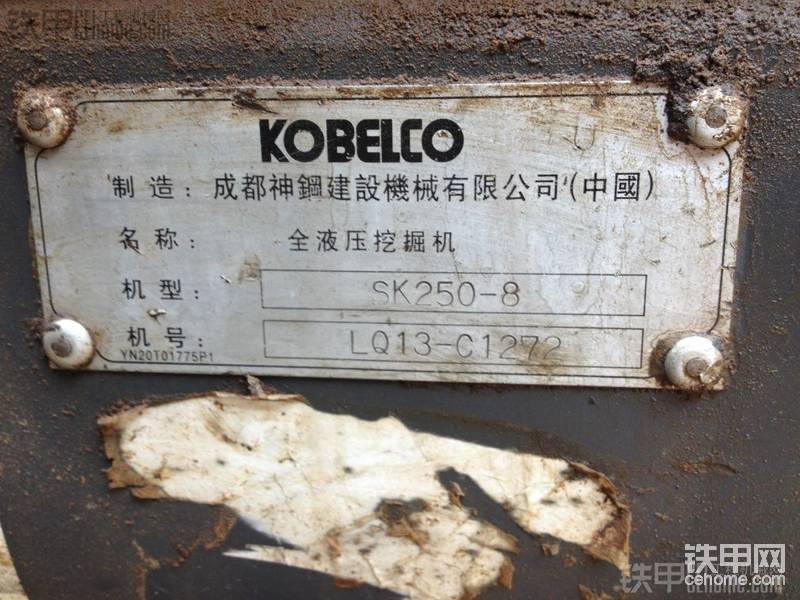 KOBELCO
制造：成都神鋼建設機械有限公司（中國）
名称：全液压挖掘机
机型：SK250-8
机号：LQ13-C1272
YN20T01775P1
铁甲网
cehome.com